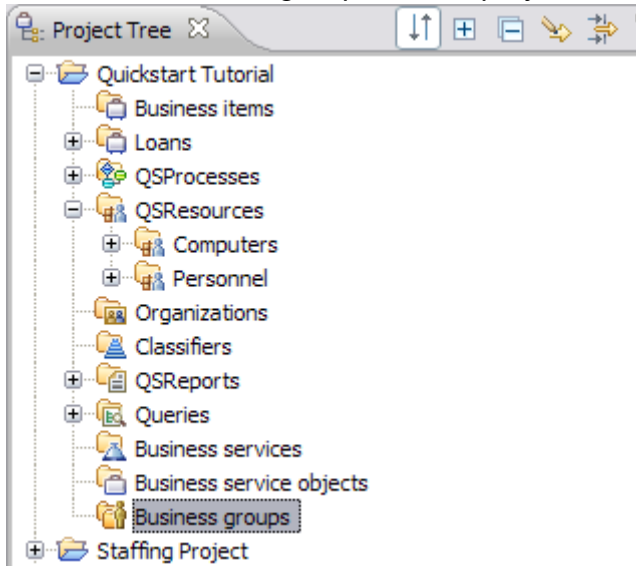 Project Tree
Quickstart Tutorial
Business items
Loans
QSProcesses
QSResources
Computers
Personnel
Organizations
Classifiers
QSReports
Queries
Business services
Business service objects
Business groups
Staffing Project